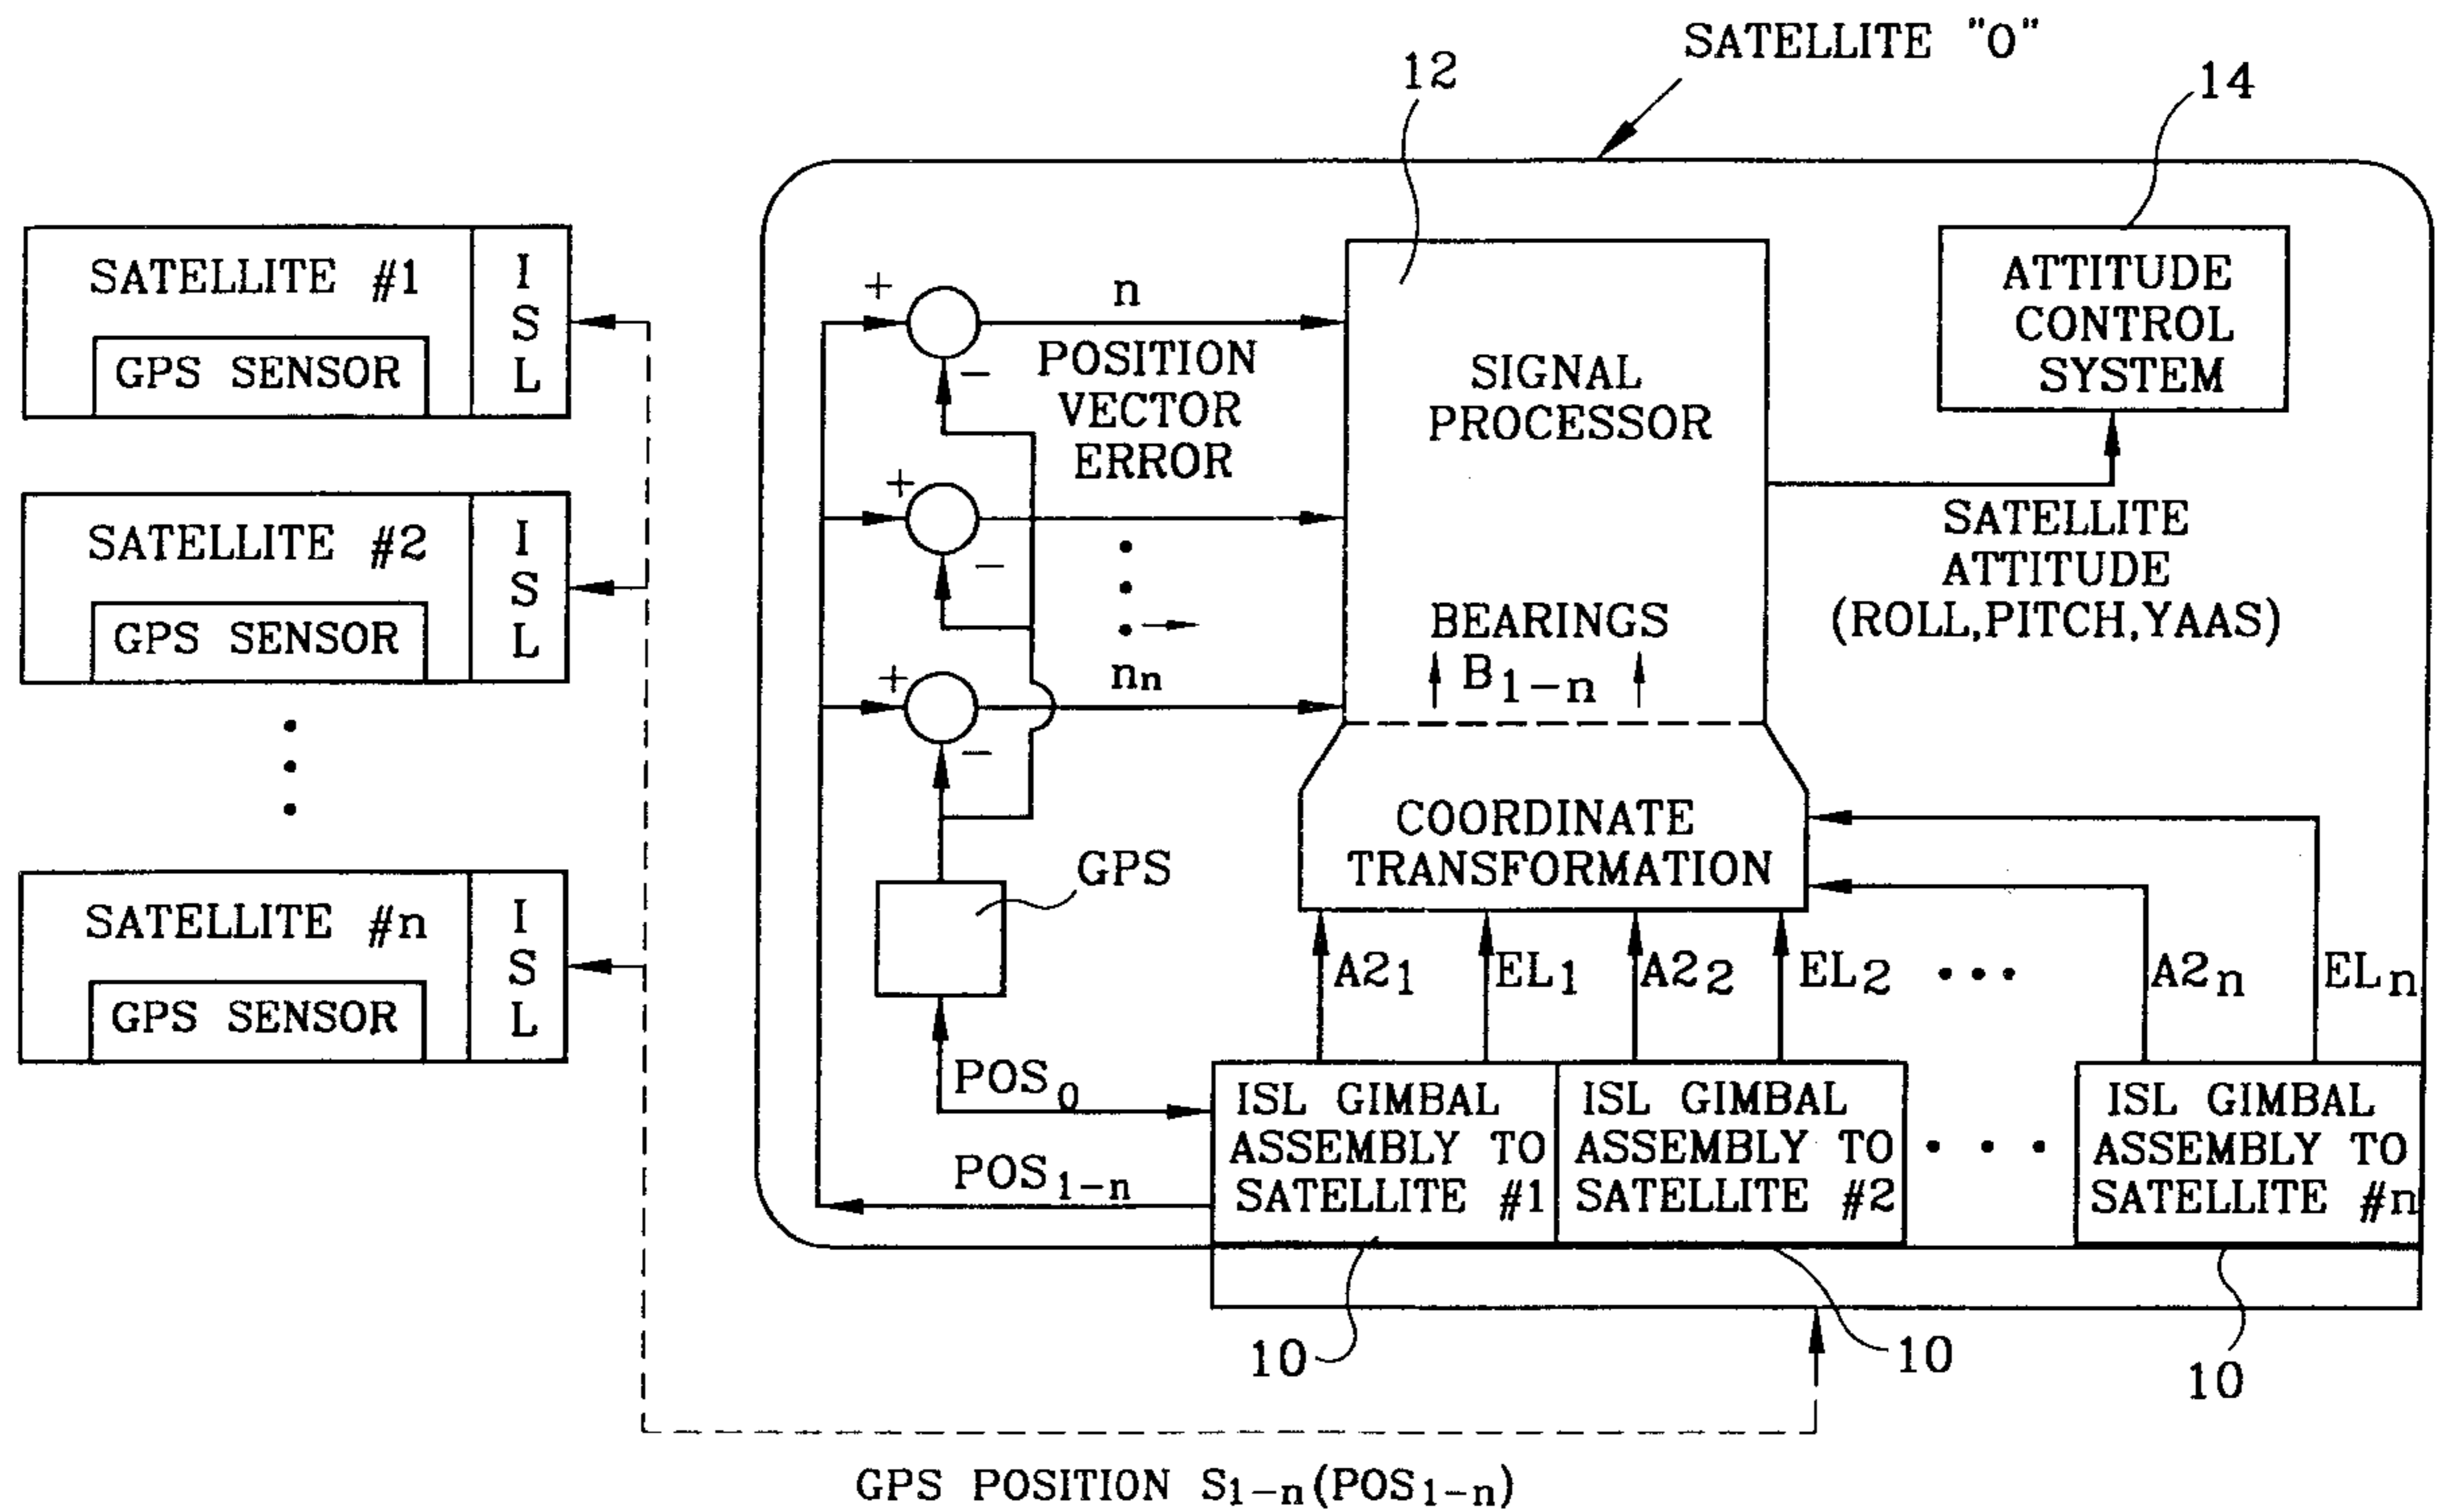 SATELLITE "0"
12
14
SATELLITE #1
GPS SENSOR
I
S
L
SATELLITE #2
GPS SENSOR
I
S
L
SATELLITE #n
GPS SENSOR
I
S
L
+
−
n
POSITION
VECTOR
ERROR
+
−
+
−
nn
SIGNAL
PROCESSOR
BEARINGS
B1-n
ATTITUDE
CONTROL
SYSTEM
SATELLITE
ATTITUDE
(ROLL,PITCH,YAAS)
COORDINATE
TRANSFORMATION
GPS
A21
EL1
A22
EL2
A2n
ELn
POS0
POS1-n
ISL GIMBAL
ASSEMBLY TO
SATELLITE #1
ISL GIMBAL
ASSEMBLY TO
SATELLITE #2
ISL GIMBAL
ASSEMBLY TO
SATELLITE #n
10
10
10
GPS POSITION S1-n(POS1-n)